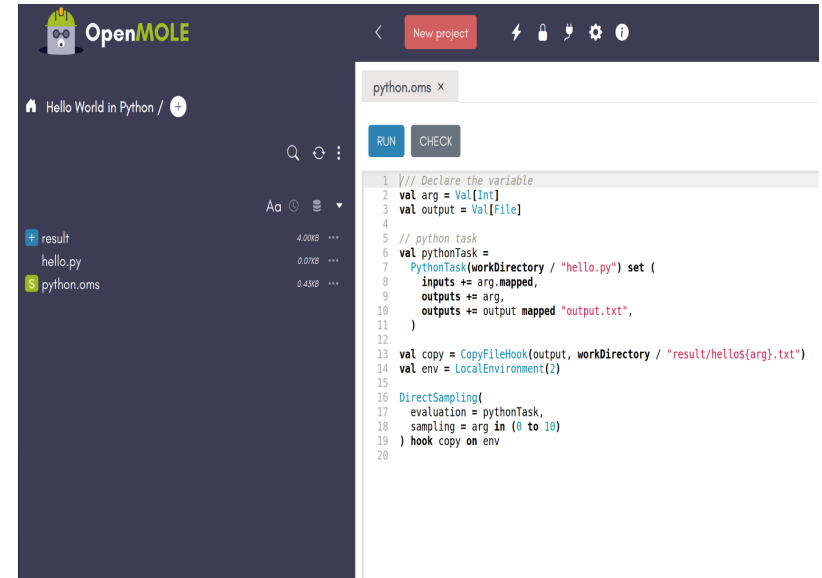 OpenMOLE
New project
Hello World in Python /
Aa
result 4.00KB
hello.py 0.07KB
S python.oms 0.43KB
python.oms ×
RUN CHECK
1 /// Declare the variable
2 val arg = Val[Int]
3 val output = Val[File]
4
5 // python task
6 val pythonTask =
7 PythonTask(workDirectory / "hello.py") set (
8 inputs += arg.mapped,
9 outputs += arg,
10 outputs += output mapped "output.txt",
11 )
12
13 val copy = CopyFileHook(output, workDirectory / "result/hello${arg}.txt")
14 val env = LocalEnvironment(2)
15
16 DirectSampling(
17 evaluation = pythonTask,
18 sampling = arg in (0 to 10)
19 ) hook copy on env
20